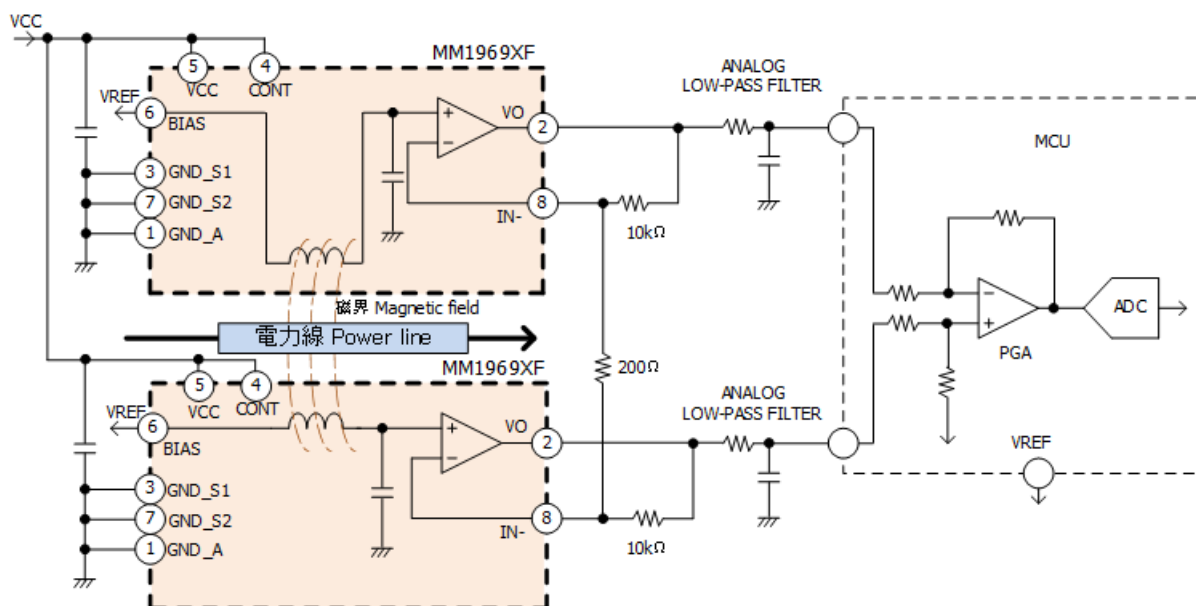 VCC
MM1969XF
5
VCC
4
CONT
VREF
6
BIAS
VO
2
3
GND_S1
7
GND_S2
1
GND_A
IN-
8
10kΩ
ANALOG
LOW-PASS FILTER
MCU
磁界 Magnetic field
電力線 Power line
200Ω
PGA
ADC
MM1969XF
5
VCC
4
CONT
VREF
6
BIAS
VO
2
3
GND_S1
7
GND_S2
1
GND_A
IN-
8
10kΩ
ANALOG
LOW-PASS FILTER
VREF